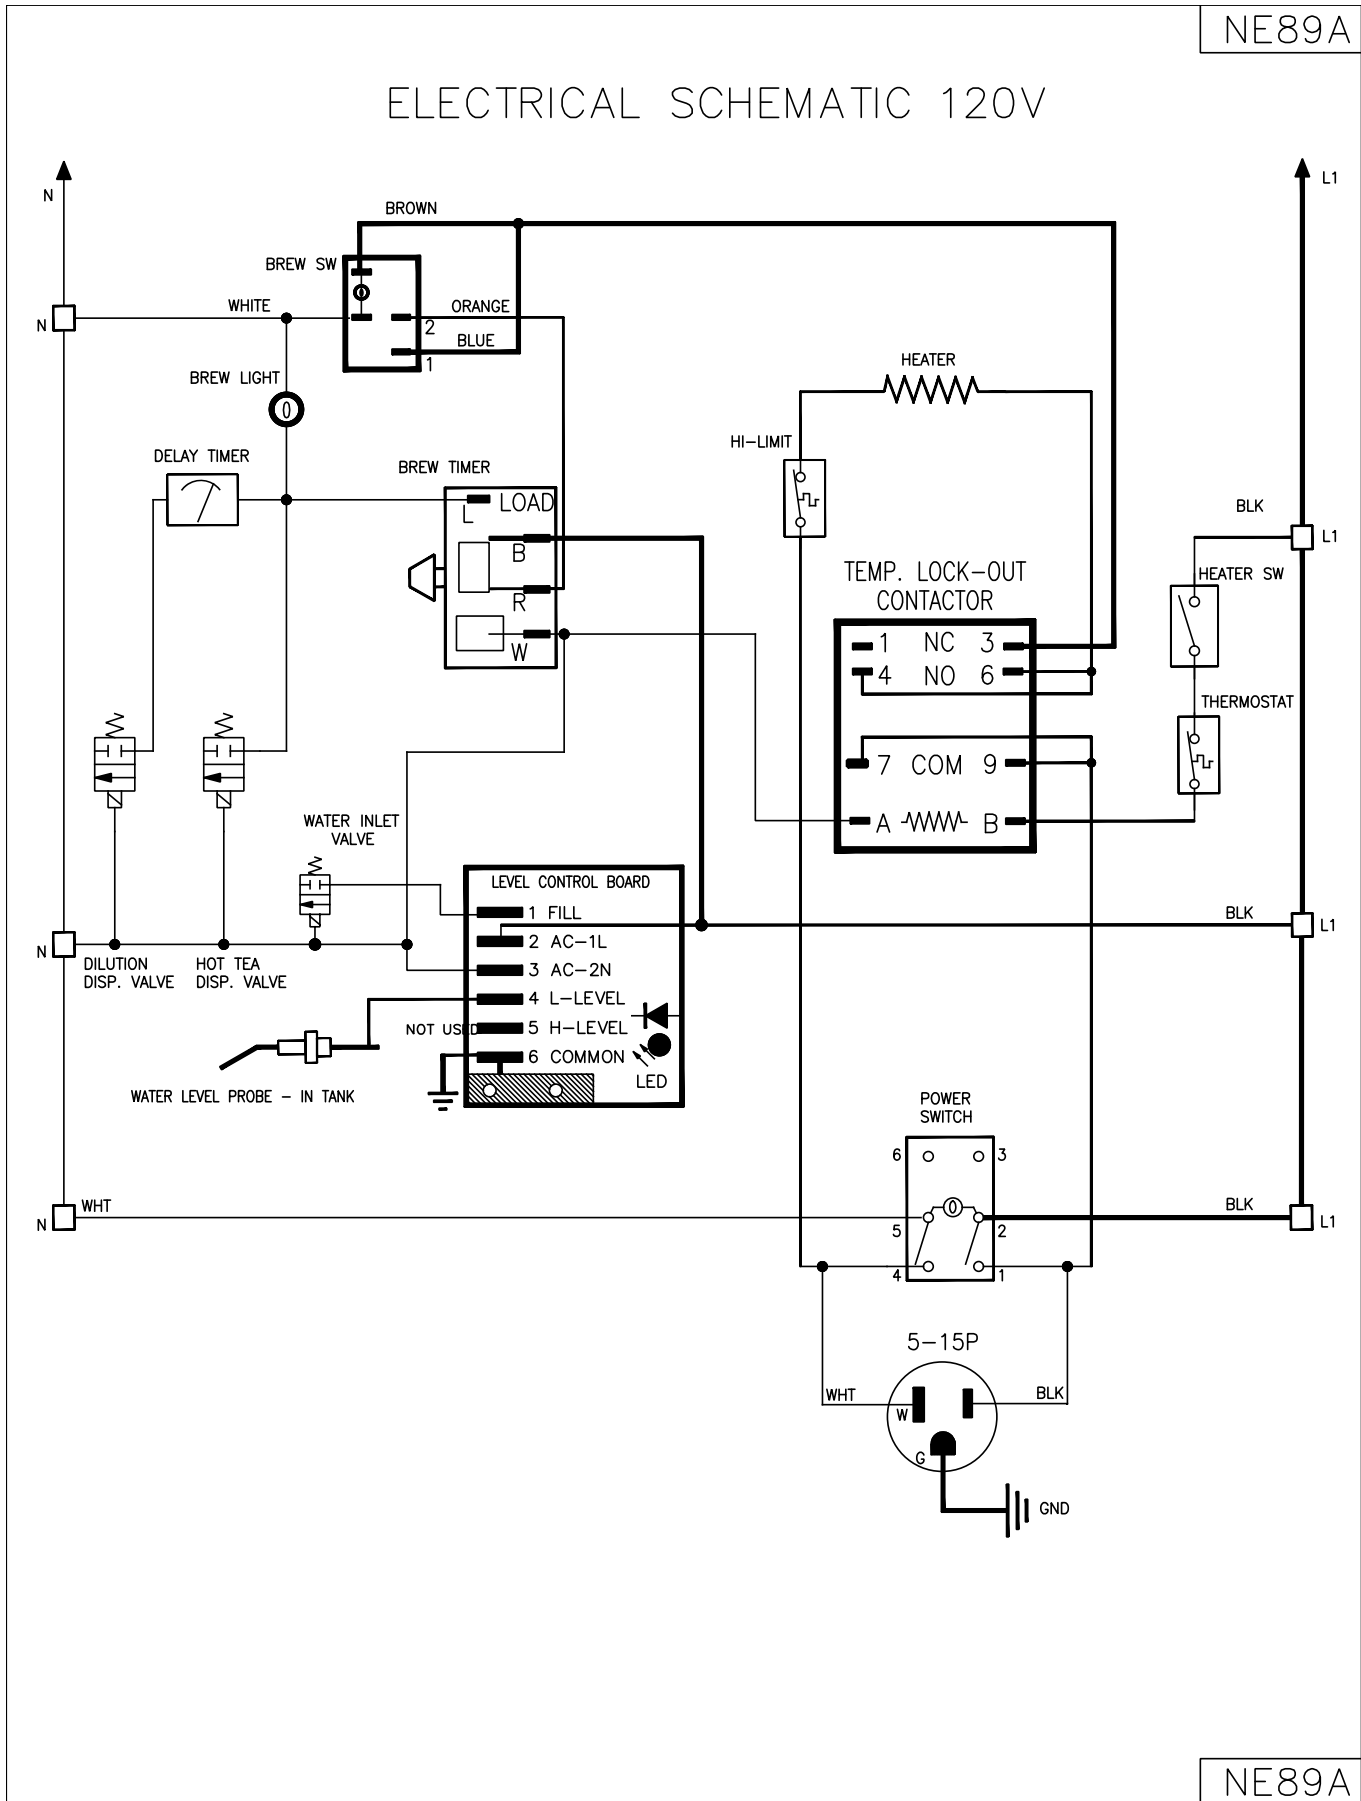 NE89A
ELECTRICAL SCHEMATIC 120V
N
L1
BROWN
BREW SW
WHITE
ORANGE
N
2
BLUE
1
HEATER
BREW LIGHT
0
HI-LIMIT
DELAY TIMER
BREW TIMER
L LOAD
BLK
L1
B
TEMP. LOCK-OUT
CONTACTOR
HEATER SW
R
1 NC 3
W
4 NO 6
THERMOSTAT
7 COM 9
A B
WATER INLET
VALVE
LEVEL CONTROL BOARD
1 FILL
BLK
L1
2 AC-1L
N
DILUTION
DISP. VALVE
HOT TEA
DISP. VALVE
3 AC-2N
4 L-LEVEL
NOT USED
5 H-LEVEL
6 COMMON
LED
WATER LEVEL PROBE - IN TANK
POWER
SWITCH
6 3
WHT
N
0
5 2
BLK
L1
4 1
5-15P
WHT
BLK
W
G
GND
NE89A